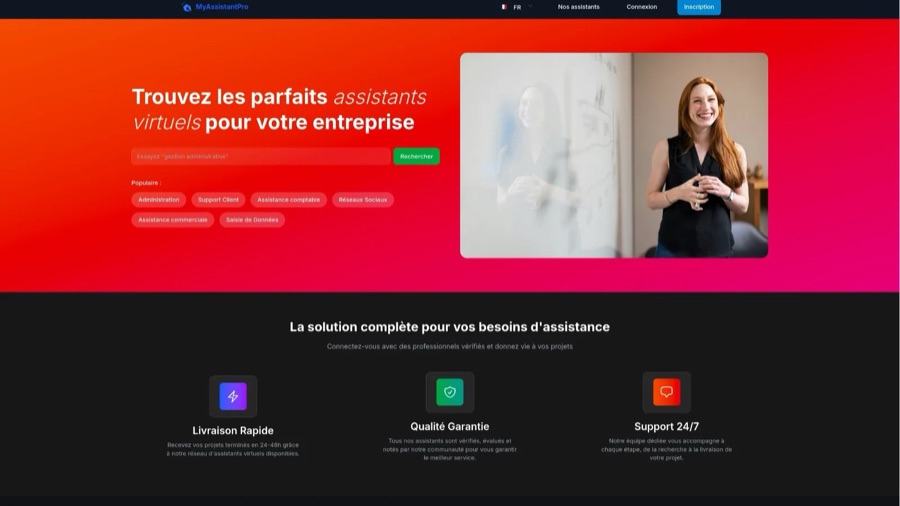 MyAssistantPro
FR
Nos assistants
Connexion
Inscription
Trouvez les parfaits assistants
virtuels pour votre entreprise
Essayez "gestion administrative"
Rechercher
Populaire :
Administration
Support Client
Assistance comptable
Réseaux Sociaux
Assistance commerciale
Saisie de Données
La solution complète pour vos besoins d'assistance
Connectez-vous avec des professionnels vérifiés et donnez vie à vos projets
Livraison Rapide
Recevez vos projets terminés en 24-48h grâce
à notre réseau d'assistants virtuels disponibles.
Qualité Garantie
Tous nos assistants sont vérifiés, évalués et
notés par notre communauté pour vous garantir
le meilleur service.
Support 24/7
Notre équipe dédiée vous accompagne à
chaque étape, de la recherche à la livraison de
votre projet.